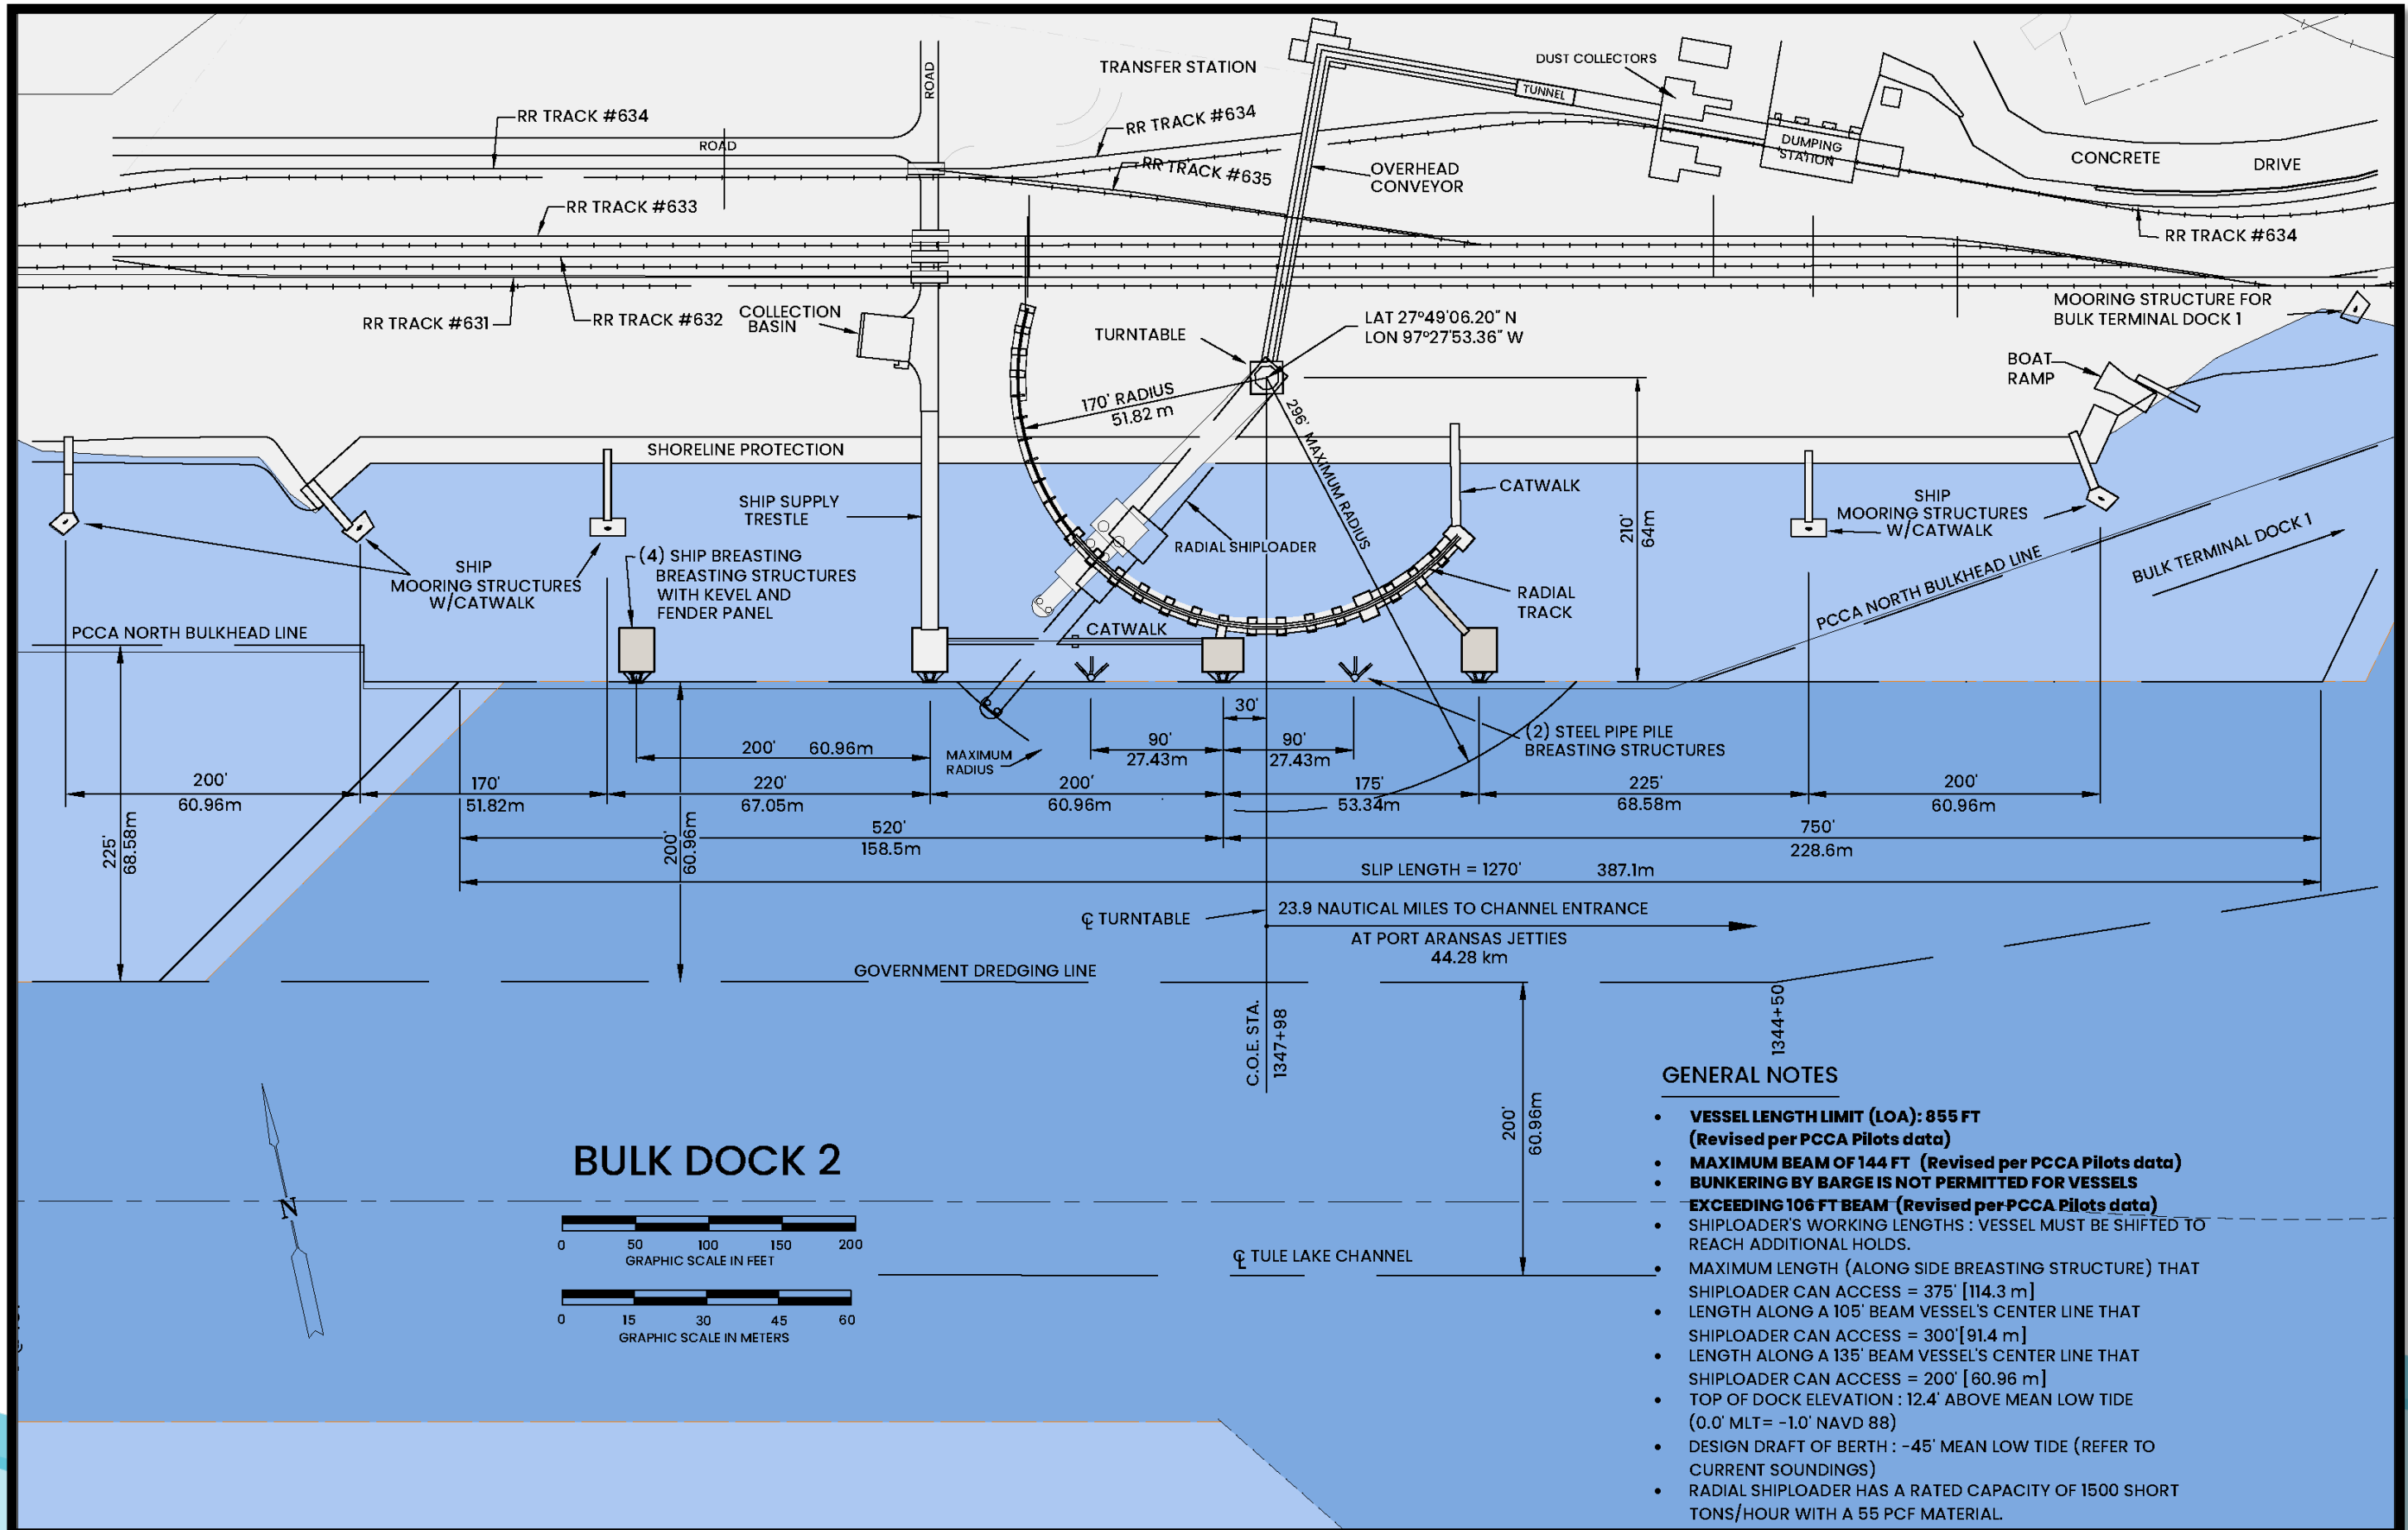 TRANSFER STATION
DUST COLLECTORS
ROAD
TUNNEL
RR TRACK #634
RR TRACK #634
ROAD
DUMPING
STATION
CONCRETE DRIVE
RR TRACK #635
OVERHEAD
CONVEYOR
RR TRACK #633
RR TRACK #634
MOORING STRUCTURE FOR
BULK TERMINAL DOCK 1
COLLECTION
BASIN
RR TRACK #631
RR TRACK #632
LAT 27º49'06.20" N
LON 97º27'53.36" W
TURNTABLE
BOAT
RAMP
170' RADIUS
51.82 m
296' MAXIMUM RADIUS
SHORELINE PROTECTION
CATWALK
SHIP SUPPLY
TRESTLE
210'
64m
SHIP
MOORING STRUCTURES
W/CATWALK
RADIAL SHIPLOADER
BULK TERMINAL DOCK 1
(4) SHIP BREASTING
BREASTING STRUCTURES
WITH KEVEL AND
FENDER PANEL
SHIP
MOORING STRUCTURES
W/CATWALK
RADIAL
TRACK
PCCA NORTH BULKHEAD LINE
PCCA NORTH BULKHEAD LINE
CATWALK
30'
(2) STEEL PIPE PILE
BREASTING STRUCTURES
200' 60.96m
MAXIMUM
RADIUS
90'
27.43m
90'
27.43m
200'
60.96m
170'
51.82m
220'
67.05m
200'
60.96m
175'
53.34m
225'
68.58m
200'
60.96m
225'
68.58m
200'
60.96m
520'
158.5m
750'
228.6m
SLIP LENGTH = 1270' 387.1m
℄ TURNTABLE
23.9 NAUTICAL MILES TO CHANNEL ENTRANCE
AT PORT ARANSAS JETTIES
44.28 km
GOVERNMENT DREDGING LINE
C.O.E. STA.
1347+98
1344+50
200'
60.96m
N
BULK DOCK 2
0 50 100 150 200
GRAPHIC SCALE IN FEET
0 15 30 45 60
GRAPHIC SCALE IN METERS
℄ TULE LAKE CHANNEL
GENERAL NOTES
• VESSEL LENGTH LIMIT (LOA): 855 FT
(Revised per PCCA Pilots data)
• MAXIMUM BEAM OF 144 FT (Revised per PCCA Pilots data)
• BUNKERING BY BARGE IS NOT PERMITTED FOR VESSELS
EXCEEDING 106 FT BEAM (Revised per PCCA Pilots data)
• SHIPLOADER'S WORKING LENGTHS : VESSEL MUST BE SHIFTED TO
REACH ADDITIONAL HOLDS.
• MAXIMUM LENGTH (ALONG SIDE BREASTING STRUCTURE) THAT
SHIPLOADER CAN ACCESS = 375' [114.3 m]
• LENGTH ALONG A 105' BEAM VESSEL'S CENTER LINE THAT
SHIPLOADER CAN ACCESS = 300'[91.4 m]
• LENGTH ALONG A 135' BEAM VESSEL'S CENTER LINE THAT
SHIPLOADER CAN ACCESS = 200' [60.96 m]
• TOP OF DOCK ELEVATION : 12.4' ABOVE MEAN LOW TIDE
(0.0' MLT= -1.0' NAVD 88)
• DESIGN DRAFT OF BERTH : -45' MEAN LOW TIDE (REFER TO
CURRENT SOUNDINGS)
• RADIAL SHIPLOADER HAS A RATED CAPACITY OF 1500 SHORT
TONS/HOUR WITH A 55 PCF MATERIAL.